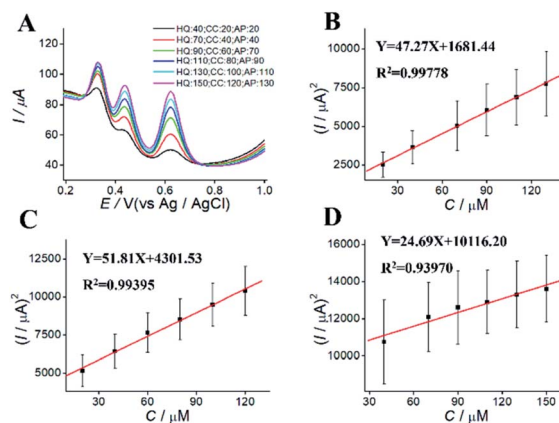 A
HQ:40;CC:20;AP:20
HQ:70;CC:40;AP:40
HQ:90;CC:60;AP:70
HQ:110;CC:80;AP:90
HQ:130;CC:100;AP:110
HQ:150;CC:120;AP:130
I / μA
120
100
80
60
40
0.2 0.4 0.6 0.8 1.0
E / V(vs Ag / AgCl)
B
Y=47.27X+1681.44
R²=0.99778
(I / μA)²
10000
7500
5000
2500
30 60 90 120
C / μM
C
Y=51.81X+4301.53
R²=0.99395
(I / μA)²
12500
10000
7500
5000
30 60 90 120
C / μM
D
Y=24.69X+10116.20
R²=0.93970
(I / μA)²
16000
14000
12000
10000
30 60 90 120 150
C / μM